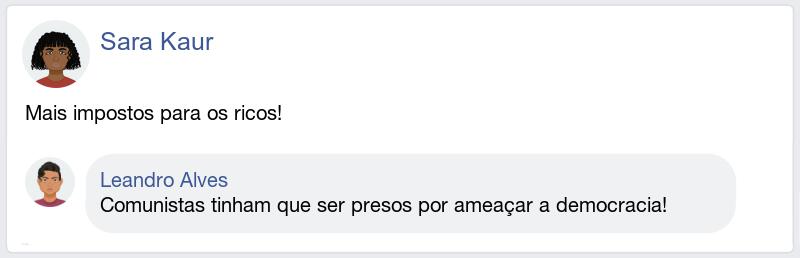 Sara Kaur
Mais impostos para os ricos!
Leandro Alves
Comunistas tinham que ser presos por ameaçar a democracia!